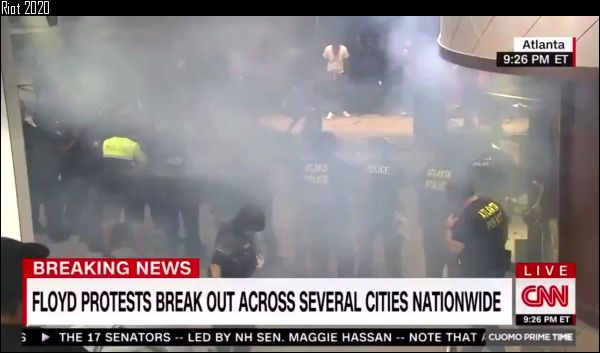 Riot 2020
Atlanta
9:26 PM ET
POLICE
ATLANTA
POLICE
POLICE
ATLANTA
POLICE
ATLANTA
POLICE
BREAKING NEWS
LIVE
FLOYD PROTESTS BREAK OUT ACROSS SEVERAL CITIES NATIONWIDE
CNN
9:26 PM ET
THE 17 SENATORS -- LED BY NH SEN. MAGGIE HASSAN -- NOTE THAT
CUOMO PRIME TIME